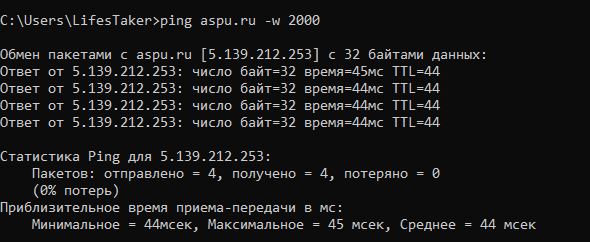 C:\Users\LifesTaker>ping aspu.ru -w 2000
Обмен пакетами с aspu.ru [5.139.212.253] с 32 байтами данных:
Ответ от 5.139.212.253: число байт=32 время=45мс TTL=44
Ответ от 5.139.212.253: число байт=32 время=44мс TTL=44
Ответ от 5.139.212.253: число байт=32 время=44мс TTL=44
Ответ от 5.139.212.253: число байт=32 время=44мс TTL=44
Статистика Ping для 5.139.212.253:
Пакетов: отправлено = 4, получено = 4, потеряно = 0
(0% потерь)
Приблизительное время приема-передачи в мс:
Минимальное = 44мсек, Максимальное = 45 мсек, Среднее = 44 мсек